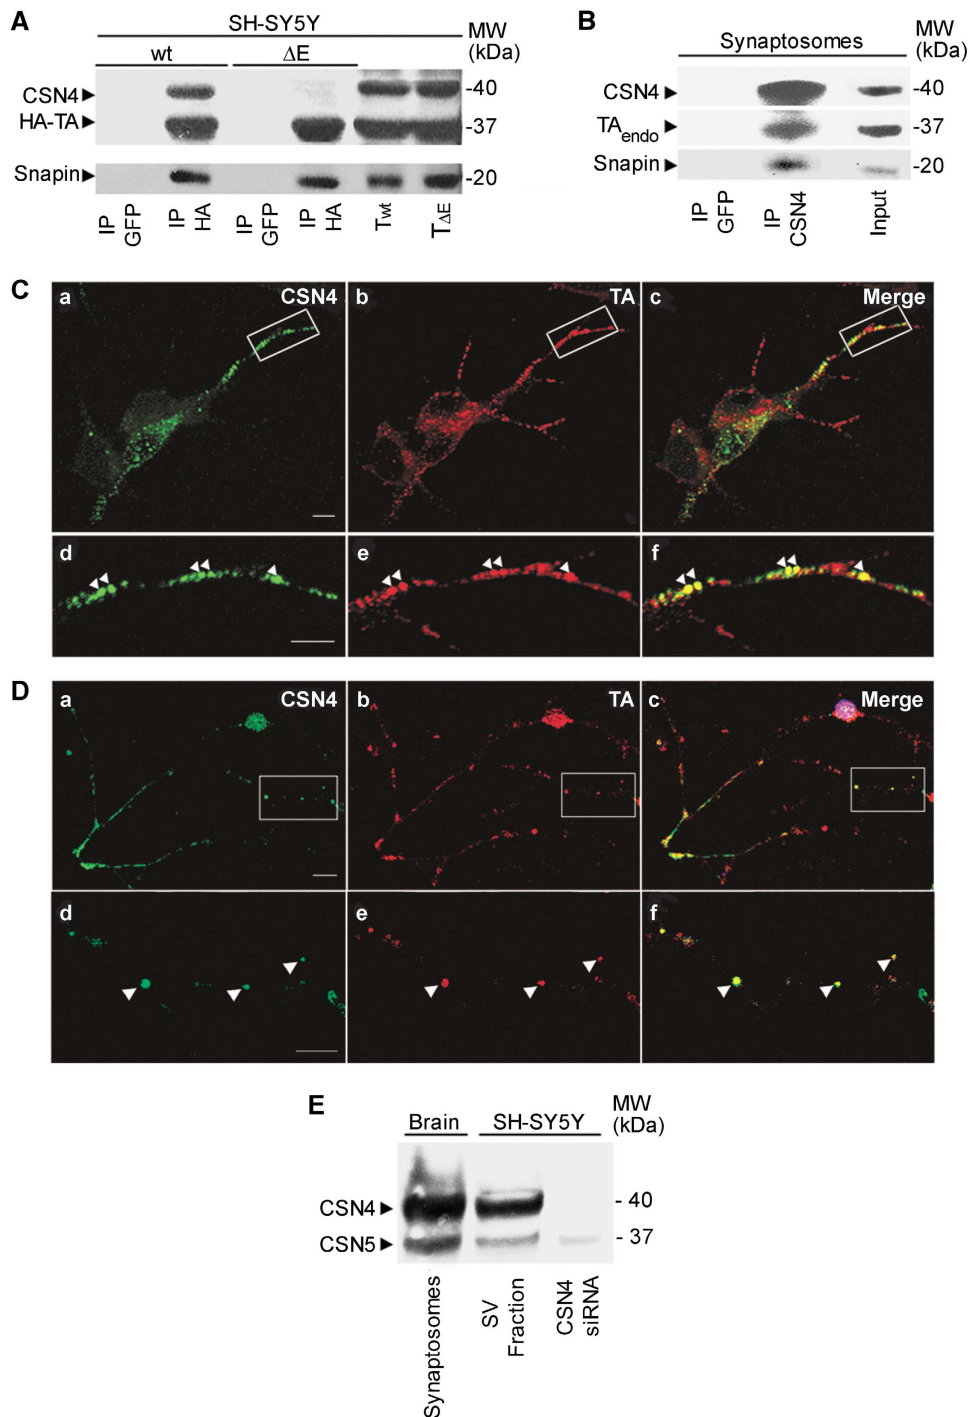 A
SH-SY5Y
wt
ΔE
MW
(kDa)
CSN4
-40
HA-TA
-37
Snapin
-20
IP
GFP
IP
HA
IP
GFP
IP
HA
Twt
TΔE
B
Synaptosomes
MW
(kDa)
CSN4
-40
TAendo
-37
Snapin
-20
IP
GFP
IP
CSN4
Input
C
a
CSN4
b
TA
c
Merge
d
e
f
D
a
CSN4
b
TA
c
Merge
d
e
f
E
Brain
SH-SY5Y
MW
(kDa)
CSN4
- 40
CSN5
- 37
Synaptosomes
SV
Fraction
CSN4
siRNA